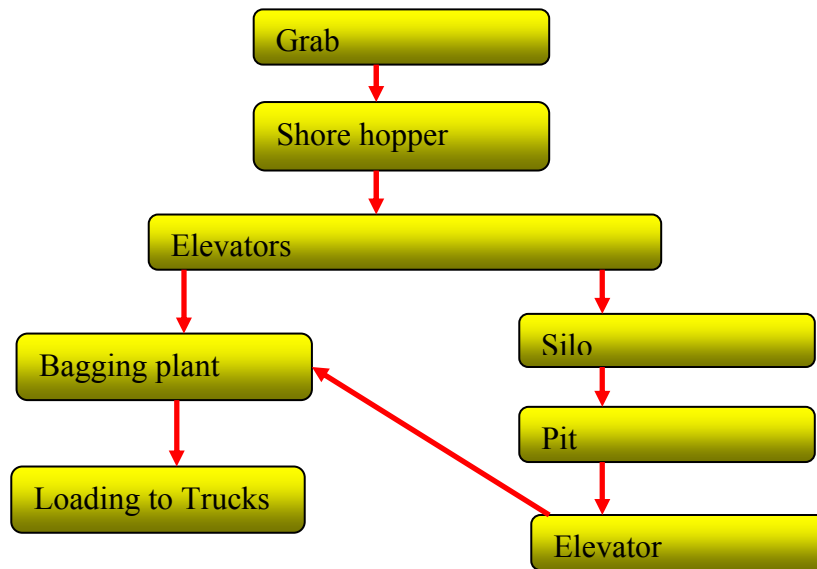 Grab
Shore hopper
Elevators
Bagging plant
Silo
Pit
Loading to Trucks
Elevator